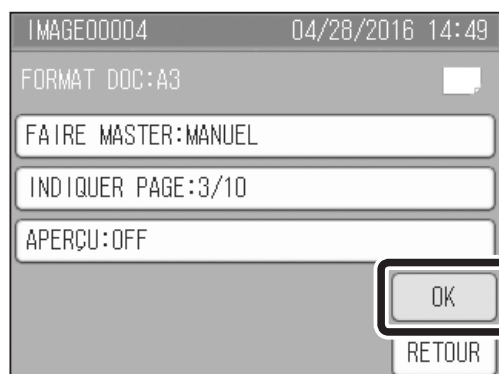 IMAGE00004 04/28/2016 14:49
FORMAT DOC:A3
FAIRE MASTER:MANUEL
INDIQUER PAGE:3/10
APERÇU:OFF
OK
RETOUR